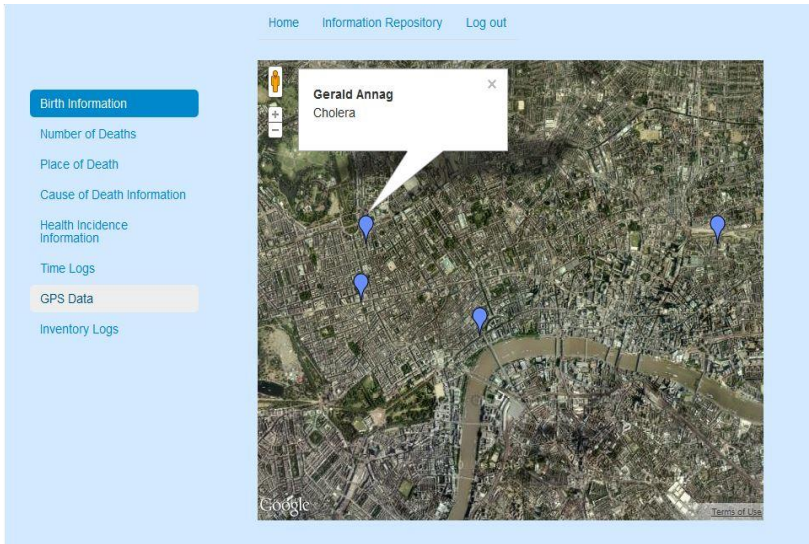 Home Information Repository Log out
Birth Information
Number of Deaths
Place of Death
Cause of Death Information
Health Incidence
Information
Time Logs
GPS Data
Inventory Logs
Gerald Annag
×
Cholera
+
−
Google
Terms of Use